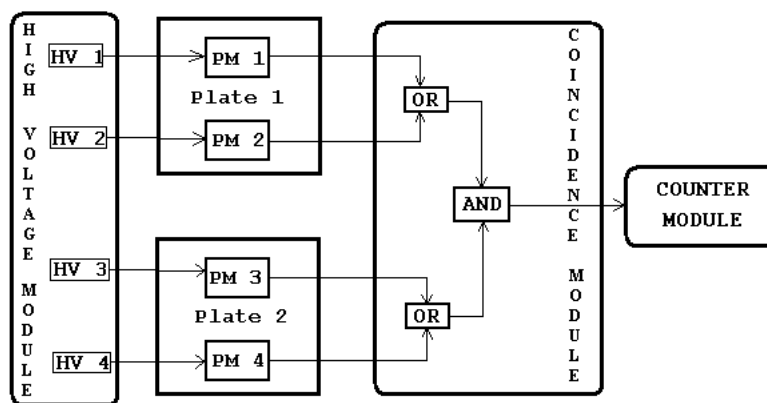 HIGH VOLTAGE MODULE
HV 1
HV 2
HV 3
HV 4
PM 1
Plate 1
PM 2
PM 3
Plate 2
PM 4
OR
AND
OR
COINCIDENCE MODULE
COUNTER
MODULE